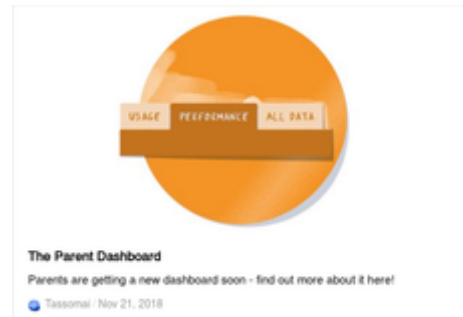 USAGE PERFORMANCE ALL DATA
The Parent Dashboard
Parents are getting a new dashboard soon - find out more about it here!
Tassomai / Nov 21, 2018